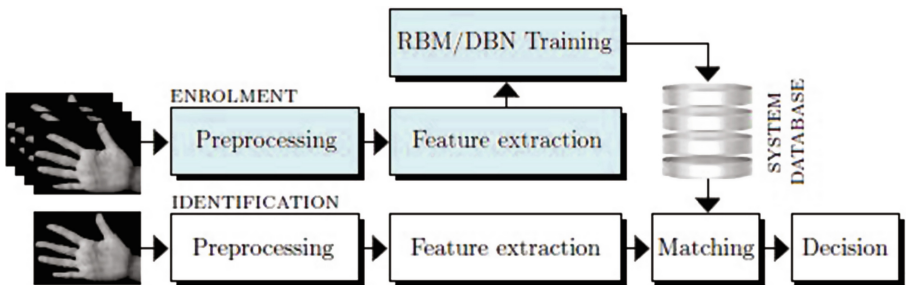 RBM/DBN Training
ENROLMENT
Preprocessing
Feature extraction
SYSTEM
DATABASE
IDENTIFICATION
Preprocessing
Feature extraction
Matching
Decision